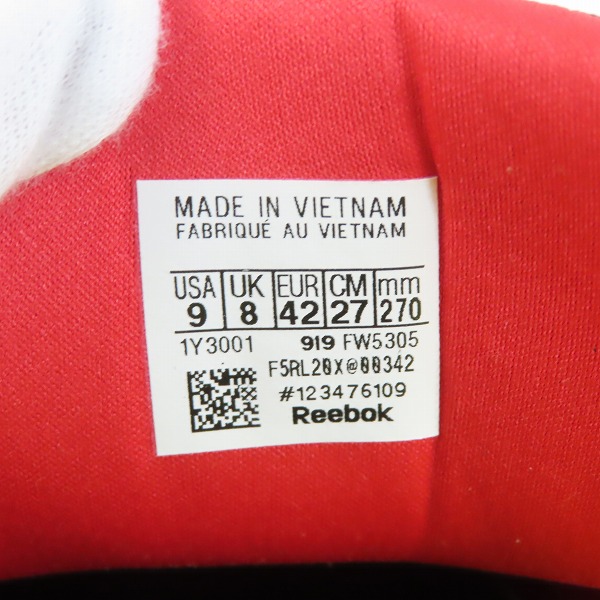 MADE IN VIETNAM
FABRIQUÉ AU VIETNAM
USA UK EUR CM mm
9 8 42 27 270
1Y3001 919 FW5305
F5RL20X@00342
#123476109
Reebok